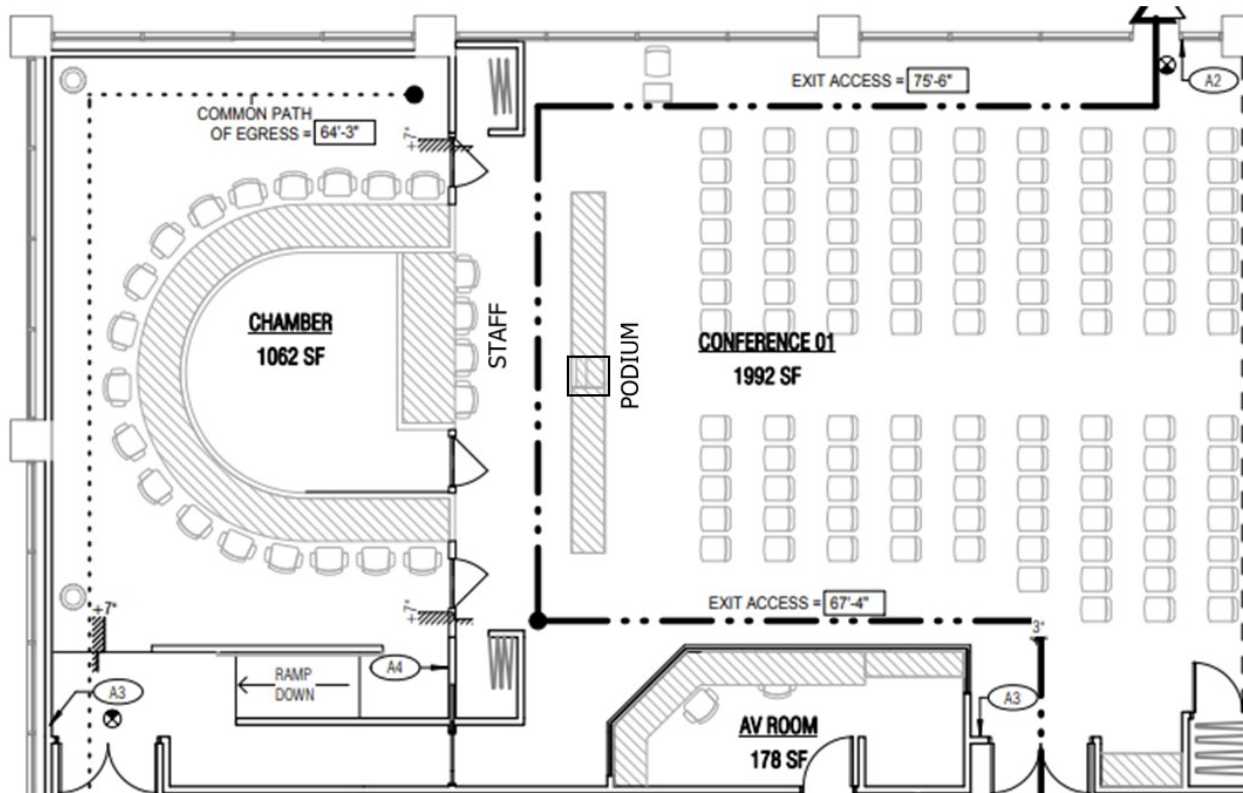 EXIT ACCESS = 75'-6"
A2
COMMON PATH
OF EGRESS = 64'-3"
+7"
CHAMBER
1062 SF
STAFF
PODIUM
CONFERENCE 01
1992 SF
+7"
+7"
EXIT ACCESS = 67'-4"
3"
RAMP
DOWN
A4
A3
A3
AV ROOM
178 SF